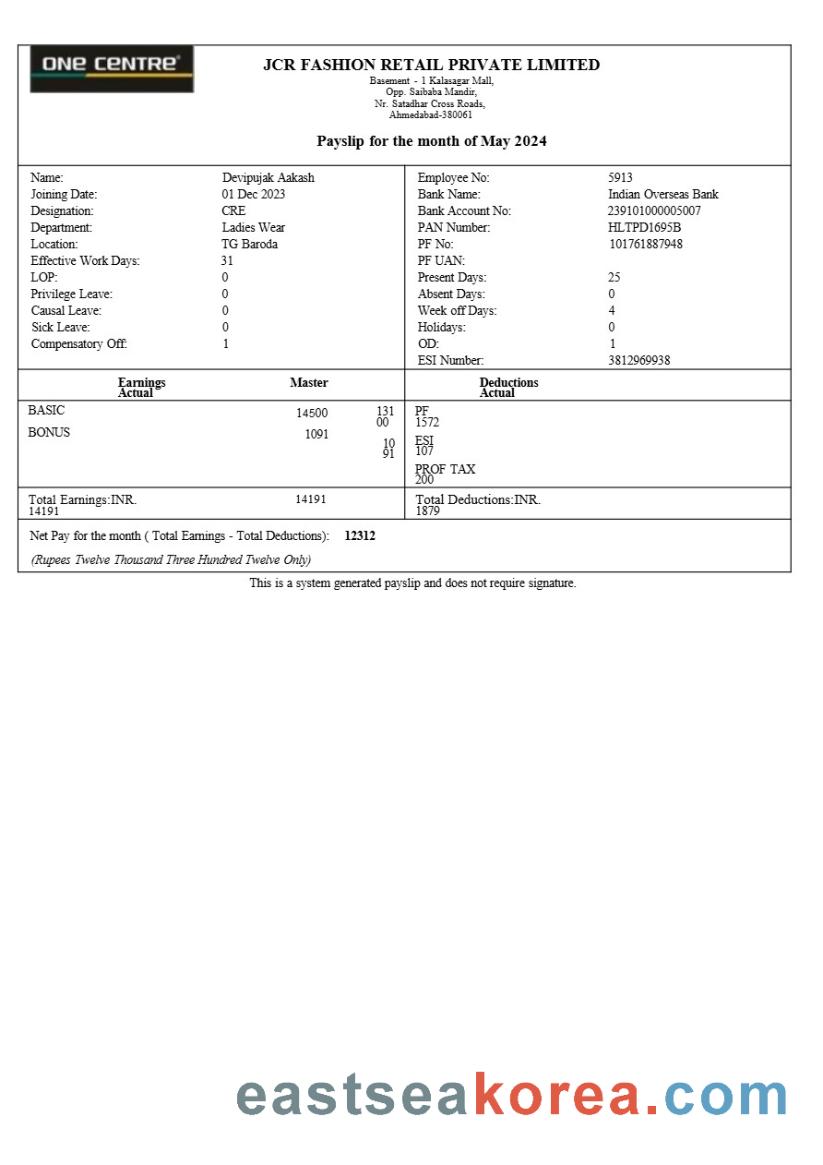 ONE CENTRE
JCR FASHION RETAIL PRIVATE LIMITED
Basement - 1 Kalasagar Mall,
Opp. Saibaba Mandir,
Nr. Satadhar Cross Roads,
Ahmedabad-380061
Payslip for the month of May 2024
Name: Devipujak Aakash Employee No: 5913
Joining Date: 01 Dec 2023 Bank Name: Indian Overseas Bank
Designation: CRE Bank Account No: 239101000005007
Department: Ladies Wear PAN Number: HLTPD1695B
Location: TG Baroda PF No: 101761887948
Effective Work Days: 31 PF UAN:
LOP: 0 Present Days: 25
Privilege Leave: 0 Absent Days: 0
Causal Leave: 0 Week off Days: 4
Sick Leave: 0 Holidays: 0
Compensatory Off: 1 OD: 1
ESI Number: 3812969938
Earnings Master Deductions
Actual Actual
BASIC 14500 131 PF
00 1572
BONUS 1091 10 ESI
91 107
PROF TAX
200
Total Earnings:INR. 14191 Total Deductions:INR.
14191 1879
Net Pay for the month ( Total Earnings - Total Deductions): 12312
(Rupees Twelve Thousand Three Hundred Twelve Only)
This is a system generated payslip and does not require signature.
eastseakorea.com